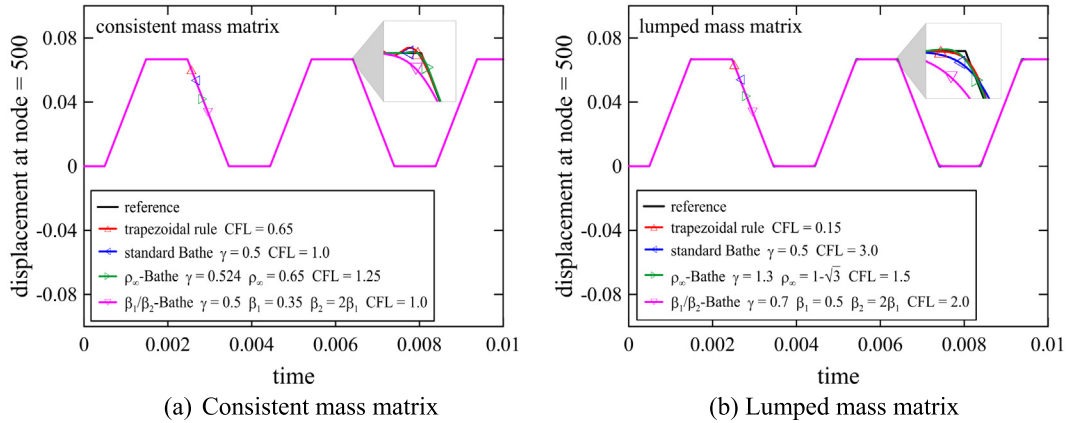 consistent mass matrix
displacement at node = 500
0.08
0.04
0
-0.04
-0.08
reference
trapezoidal rule CFL = 0.65
standard Bathe γ = 0.5 CFL = 1.0
ρ∞-Bathe γ = 0.524 ρ∞ = 0.65 CFL = 1.25
β₁/β₂-Bathe γ = 0.5 β₁ = 0.35 β₂ = 2β₁ CFL = 1.0
0 0.002 0.004 0.006 0.008 0.01
time
(a) Consistent mass matrix
lumped mass matrix
displacement at node = 500
0.08
0.04
0
-0.04
-0.08
reference
trapezoidal rule CFL = 0.15
standard Bathe γ = 0.5 CFL = 3.0
ρ∞-Bathe γ = 1.3 ρ∞ = 1-√3 CFL = 1.5
β₁/β₂-Bathe γ = 0.7 β₁ = 0.5 β₂ = 2β₁ CFL = 2.0
0 0.002 0.004 0.006 0.008 0.01
time
(b) Lumped mass matrix